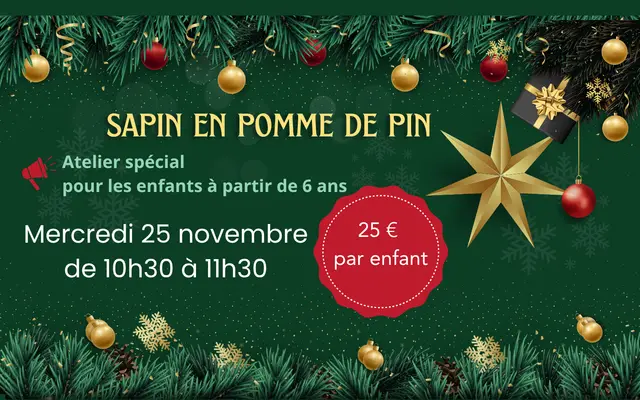 SAPIN EN POMME DE PIN
Atelier spécial
pour les enfants à partir de 6 ans
Mercredi 25 novembre
de 10h30 à 11h30
25 €
par enfant